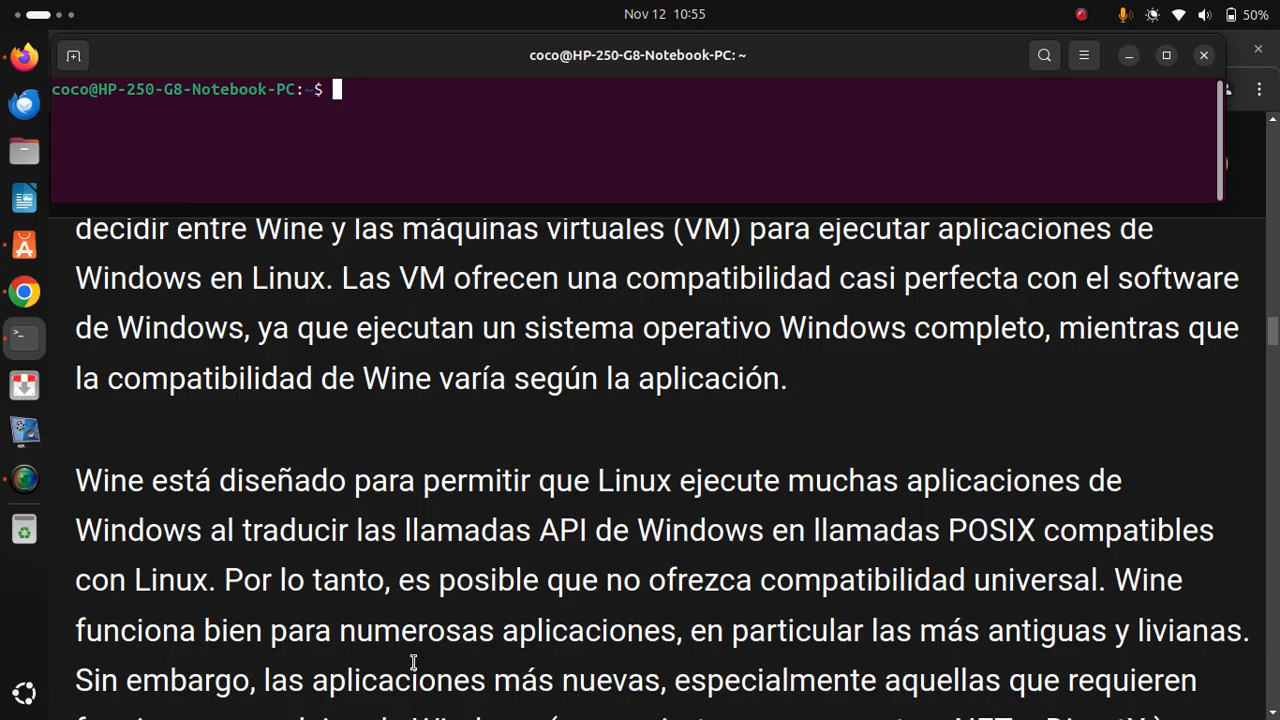 Nov 12 10:55
50%
coco@HP-250-G8-Notebook-PC: ~
coco@HP-250-G8-Notebook-PC:~$
decidir entre Wine y las máquinas virtuales (VM) para ejecutar aplicaciones de
Windows en Linux. Las VM ofrecen una compatibilidad casi perfecta con el software
de Windows, ya que ejecutan un sistema operativo Windows completo, mientras que
la compatibilidad de Wine varía según la aplicación.
Wine está diseñado para permitir que Linux ejecute muchas aplicaciones de
Windows al traducir las llamadas API de Windows en llamadas POSIX compatibles
con Linux. Por lo tanto, es posible que no ofrezca compatibilidad universal. Wine
funciona bien para numerosas aplicaciones, en particular las más antiguas y livianas.
Sin embargo, las aplicaciones más nuevas, especialmente aquellas que requieren